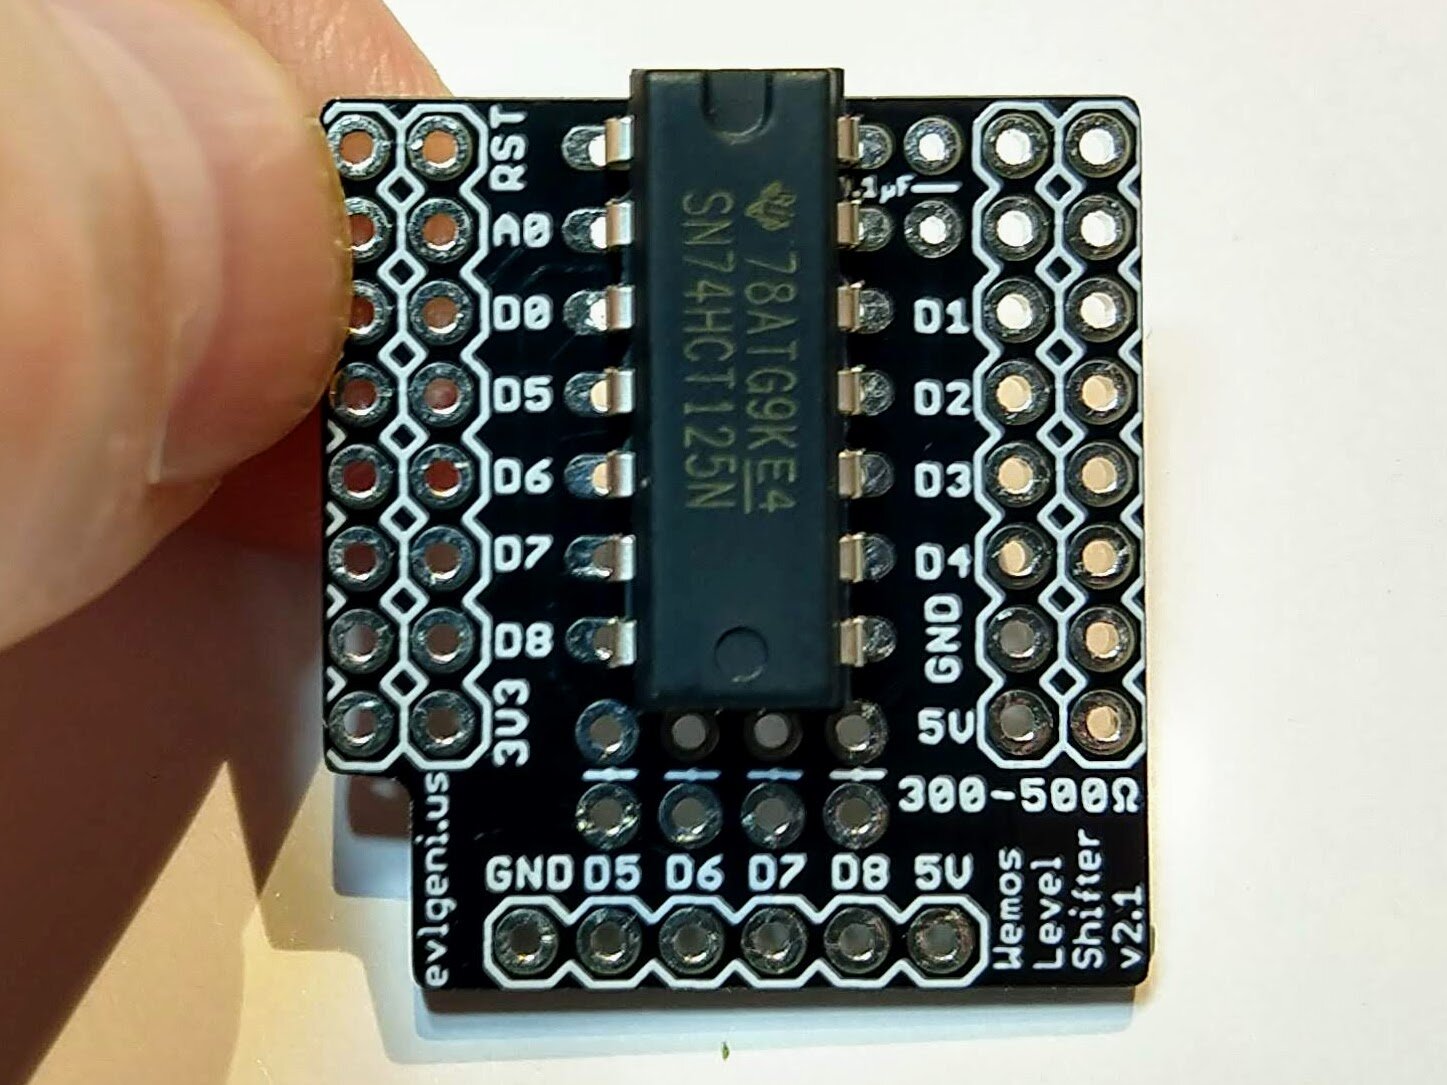 RST
A0
D0
D5
D6
D7
D8
3V3
78ATG9KE4
SN74HCT125N
.1µF
D1
D2
D3
D4
GND
5V
300-500Ω
GND D5 D6 D7 D8 5V
evlgeni.us
Wemos
Level
Shifter
v2.1